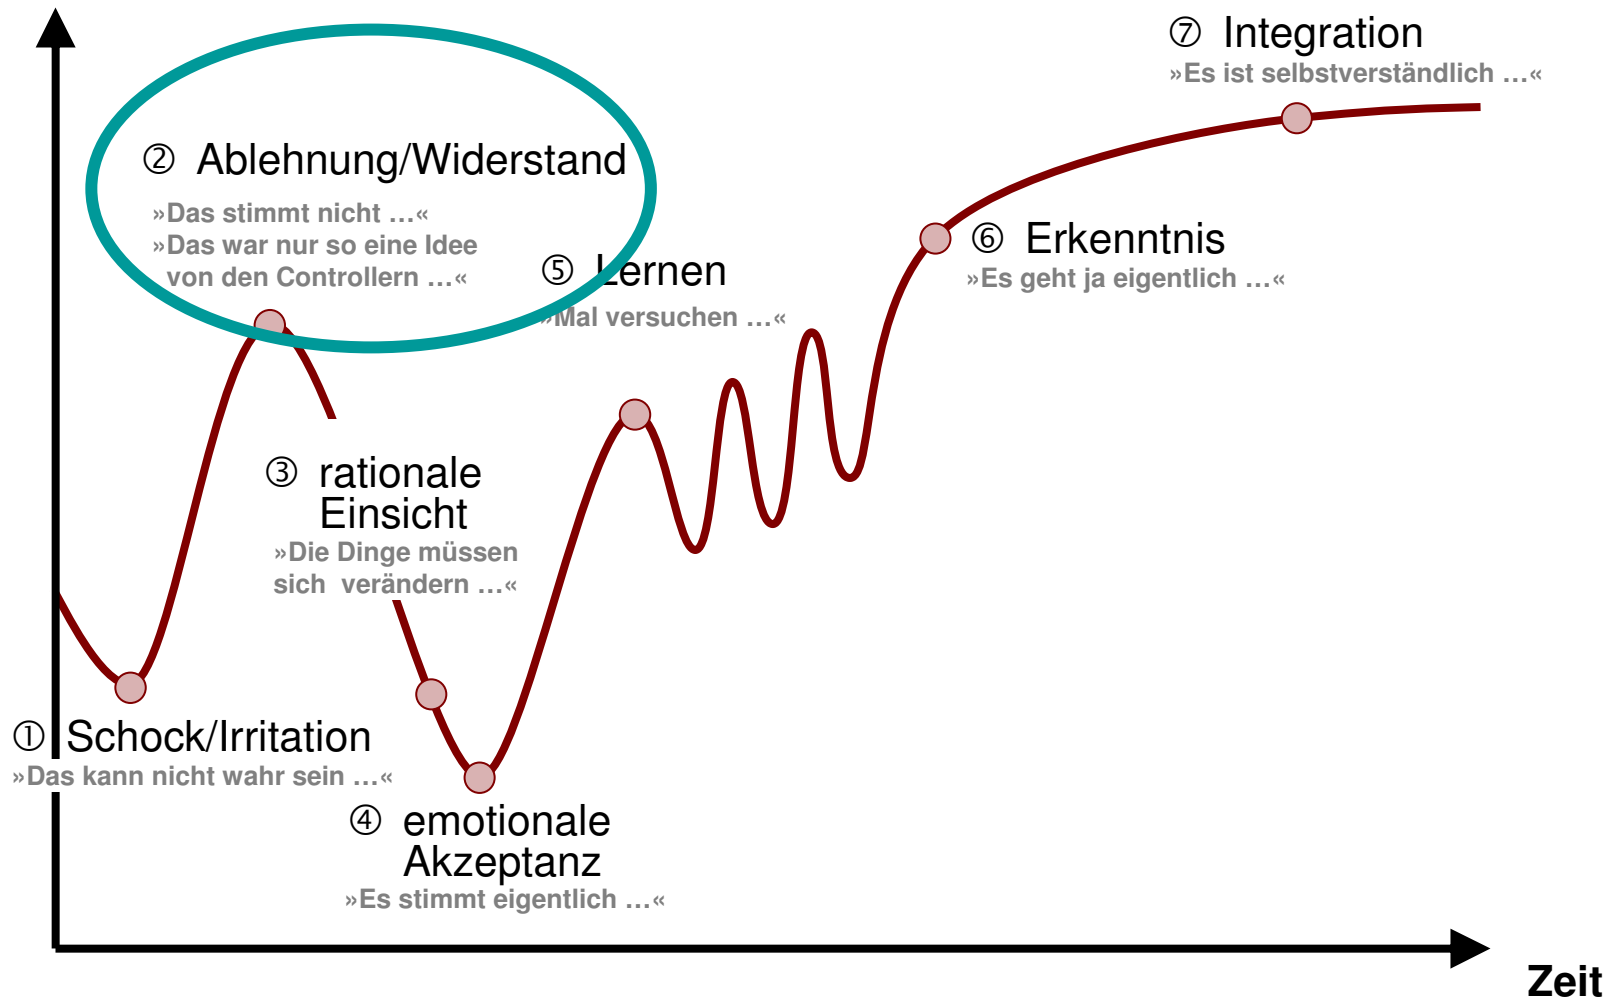 ① Schock/Irritation
»Das kann nicht wahr sein …«
② Ablehnung/Widerstand
»Das stimmt nicht …«
»Das war nur so eine Idee
von den Controllern …«
③ rationale
Einsicht
»Die Dinge müssen
sich verändern …«
④ emotionale
Akzeptanz
»Es stimmt eigentlich …«
⑤ Lernen
»Mal versuchen …«
⑥ Erkenntnis
»Es geht ja eigentlich …«
⑦ Integration
»Es ist selbstverständlich …«
Zeit